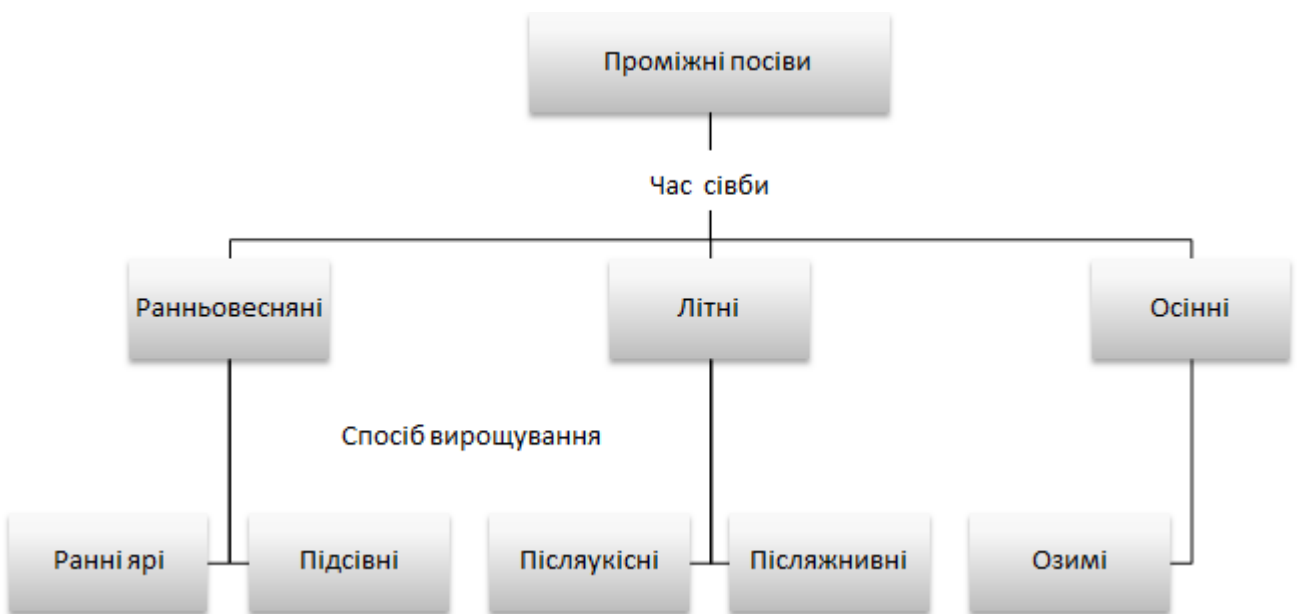 Проміжні посіви
Час сівби
Ранньовесняні
Літні
Осінні
Спосіб вирощування
Ранні ярі
Підсівні
Післяукісні
Післяжнивні
Озимі